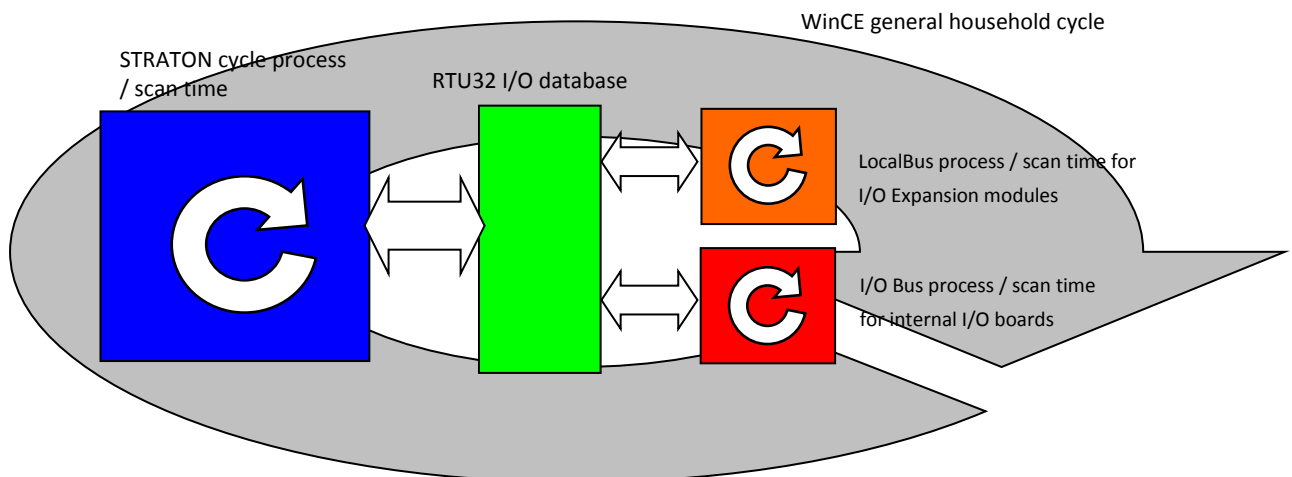 WinCE general household cycle
STRATON cycle process
/ scan time
RTU32 I/O database
LocalBus process / scan time for
I/O Expansion modules
I/O Bus process / scan time
for internal I/O boards